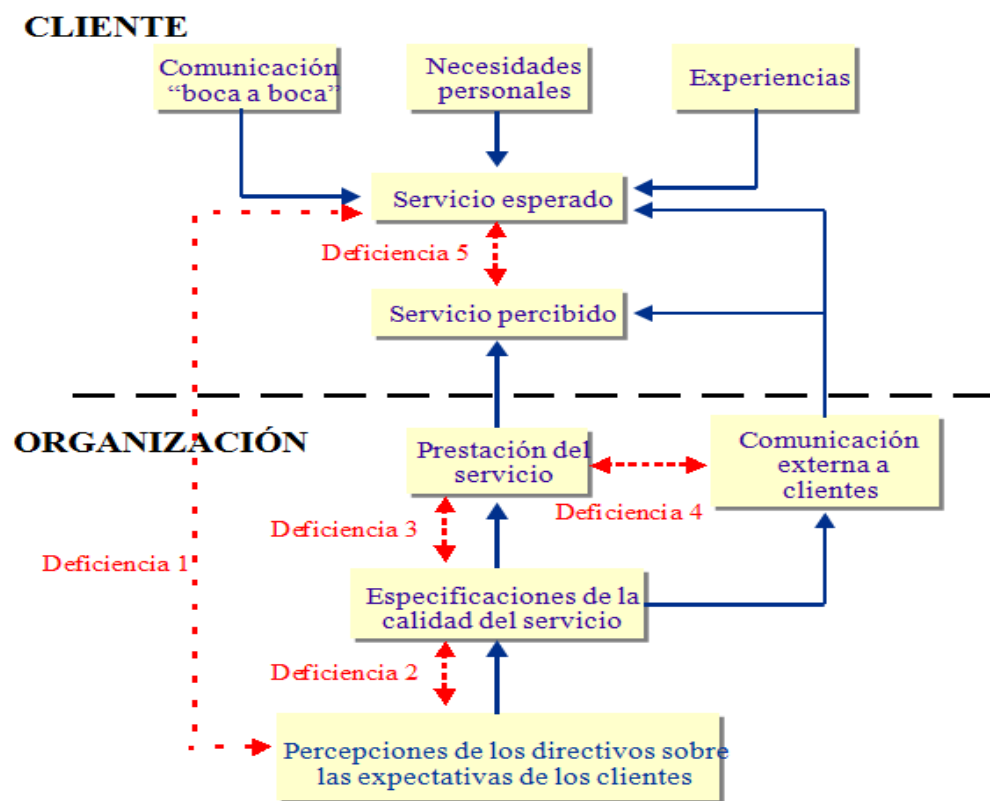 CLIENTE
Comunicación
“boca a boca”
Necesidades
personales
Experiencias
Servicio esperado
Deficiencia 5
Servicio percibido
ORGANIZACIÓN
Prestación del
servicio
Comunicación
externa a
clientes
Deficiencia 3
Deficiencia 4
Deficiencia 1
Especificaciones de la
calidad del servicio
Deficiencia 2
Percepciones de los directivos sobre
las expectativas de los clientes